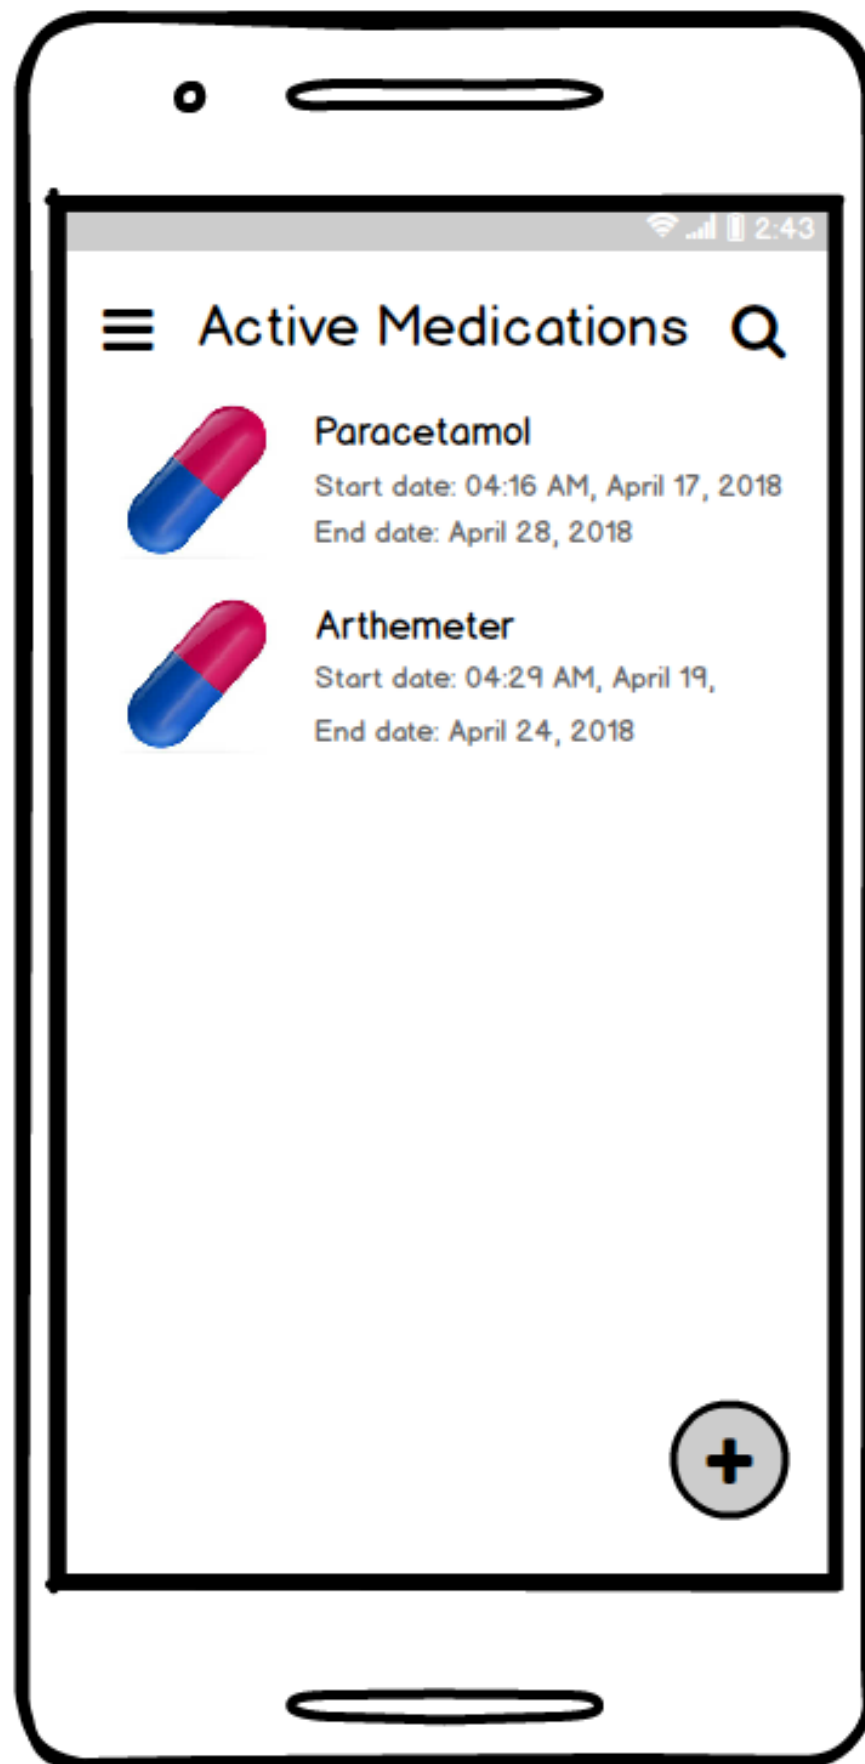 2:43
Active Medications
Paracetamol
Start date: 04:16 AM, April 17, 2018
End date: April 28, 2018
Arthemeter
Start date: 04:29 AM, April 19,
End date: April 24, 2018